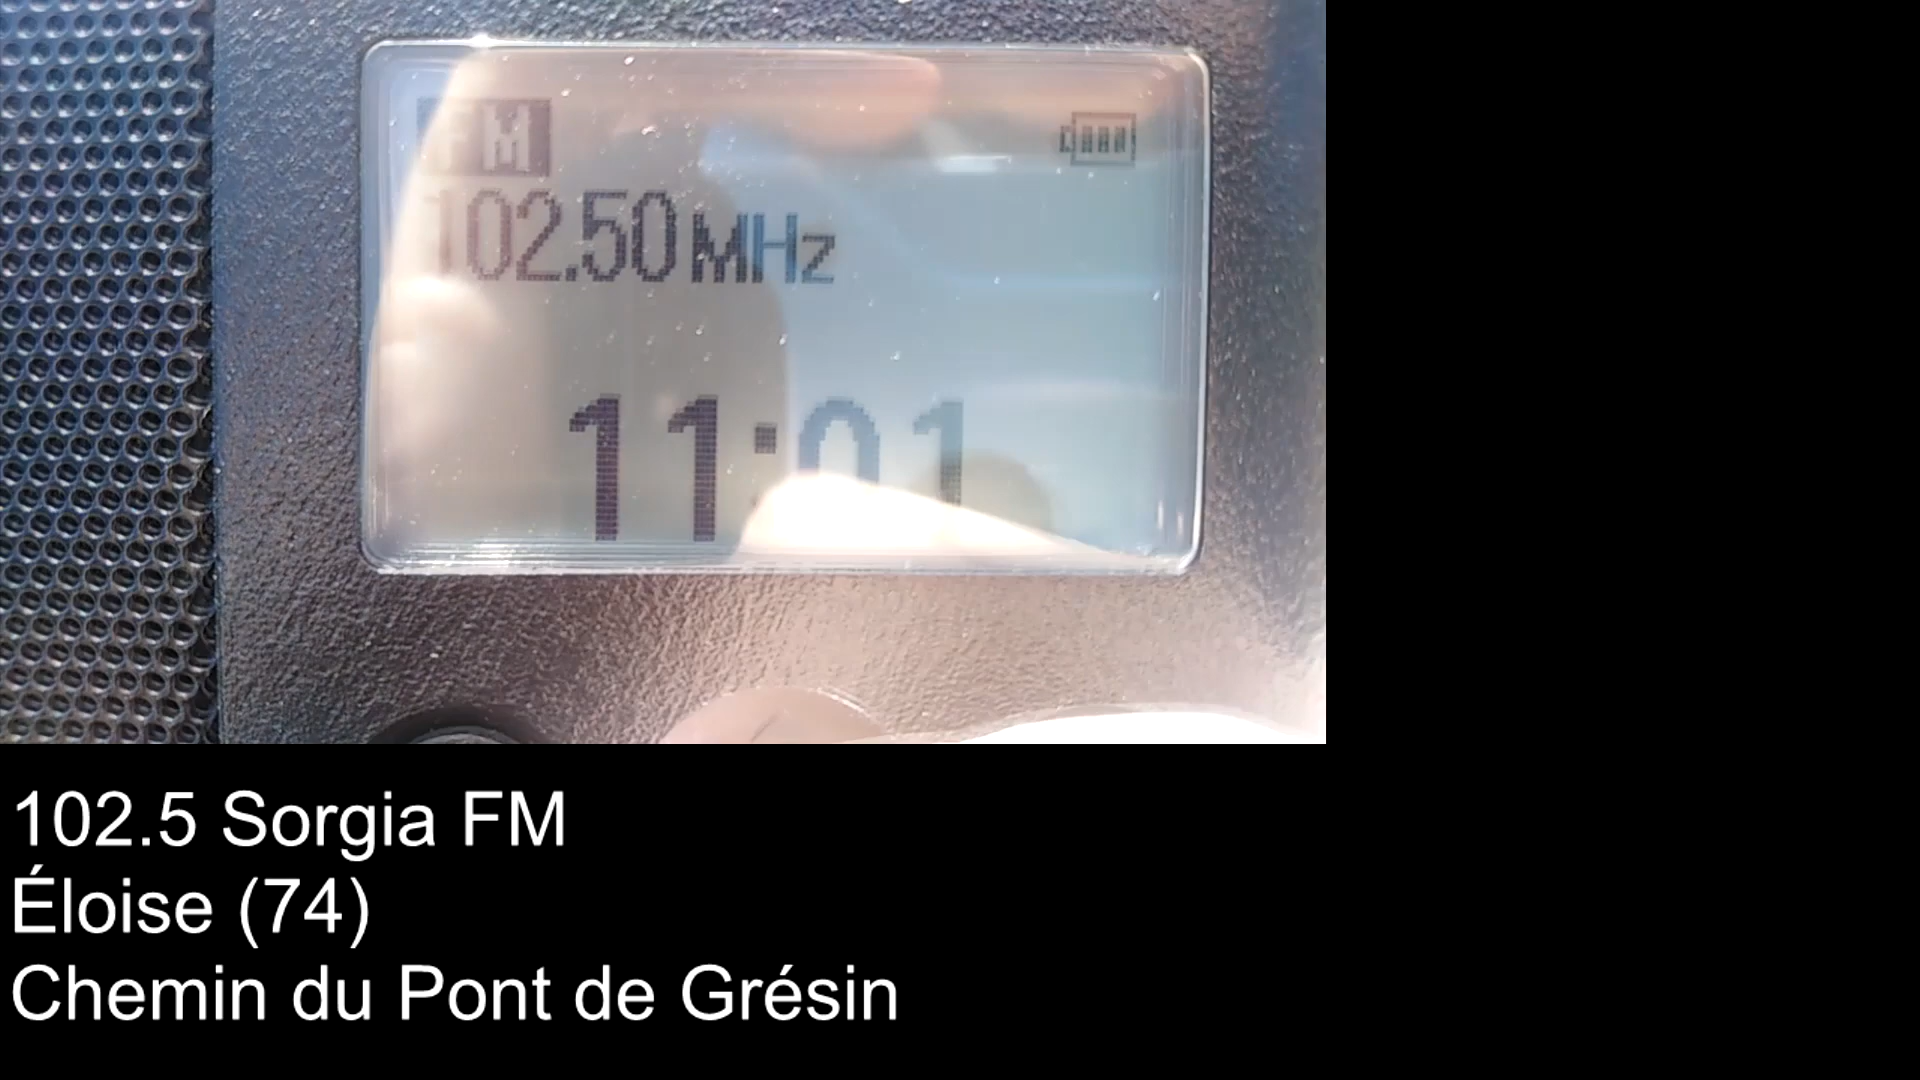 FM
102.50 MHz
11:01
102.5 Sorgia FM
Éloise (74)
Chemin du Pont de Grésin